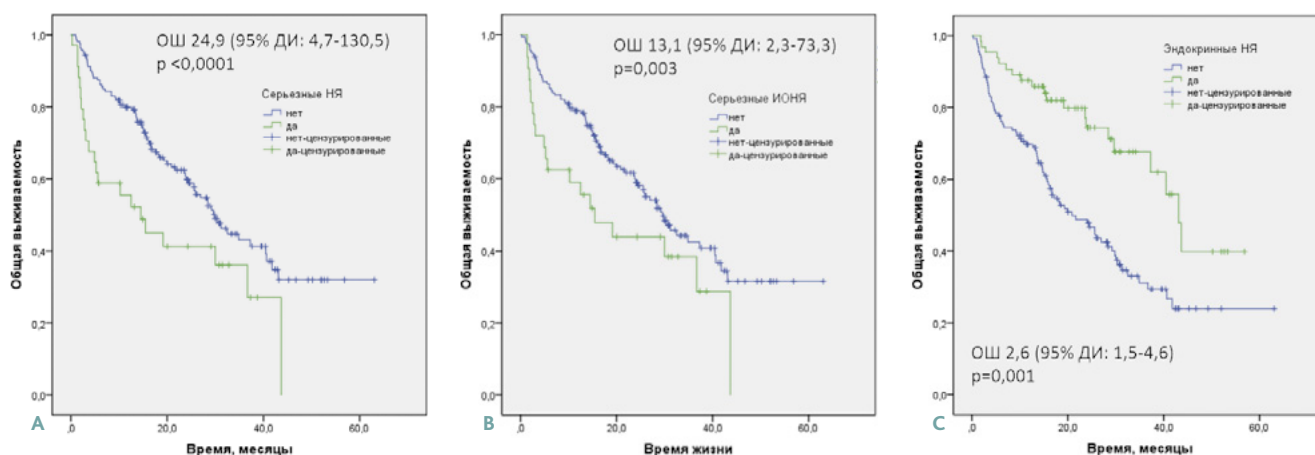 ОШ 24,9 (95% ДИ: 4,7-130,5)
p <0,0001
Серьезные НЯ
нет
да
нет-цензурированные
да-цензурированные
Общая выживаемость
1,0
0,8
0,6
0,4
0,2
0,0
,0
20,0
40,0
60,0
Время, месяцы
A
ОШ 13,1 (95% ДИ: 2,3-73,3)
p=0,003
Серьезные ИОНЯ
нет
да
нет-цензурированные
да-цензурированные
Общая выживаемость
1,0
0,8
0,6
0,4
0,2
0,0
,0
20,0
40,0
60,0
Время жизни
B
Эндокринные НЯ
нет
да
нет-цензурированные
да-цензурированные
Общая выживаемость
1,0
0,8
0,6
0,4
0,2
0,0
ОШ 2,6 (95% ДИ: 1,5-4,6)
p=0,001
,0
20,0
40,0
60,0
Время, месяцы
C